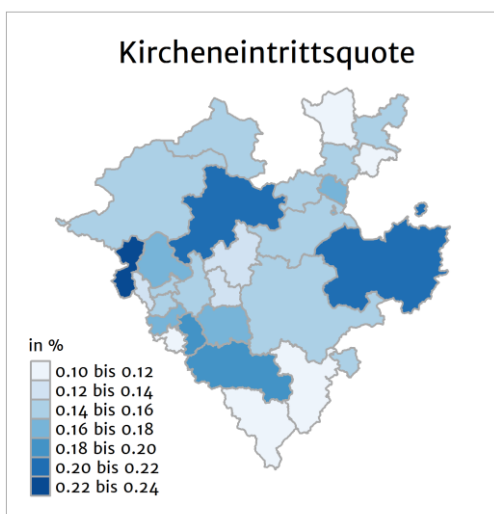 Kircheneintrittsquote
in %
0.10 bis 0.12
0.12 bis 0.14
0.14 bis 0.16
0.16 bis 0.18
0.18 bis 0.20
0.20 bis 0.22
0.22 bis 0.24